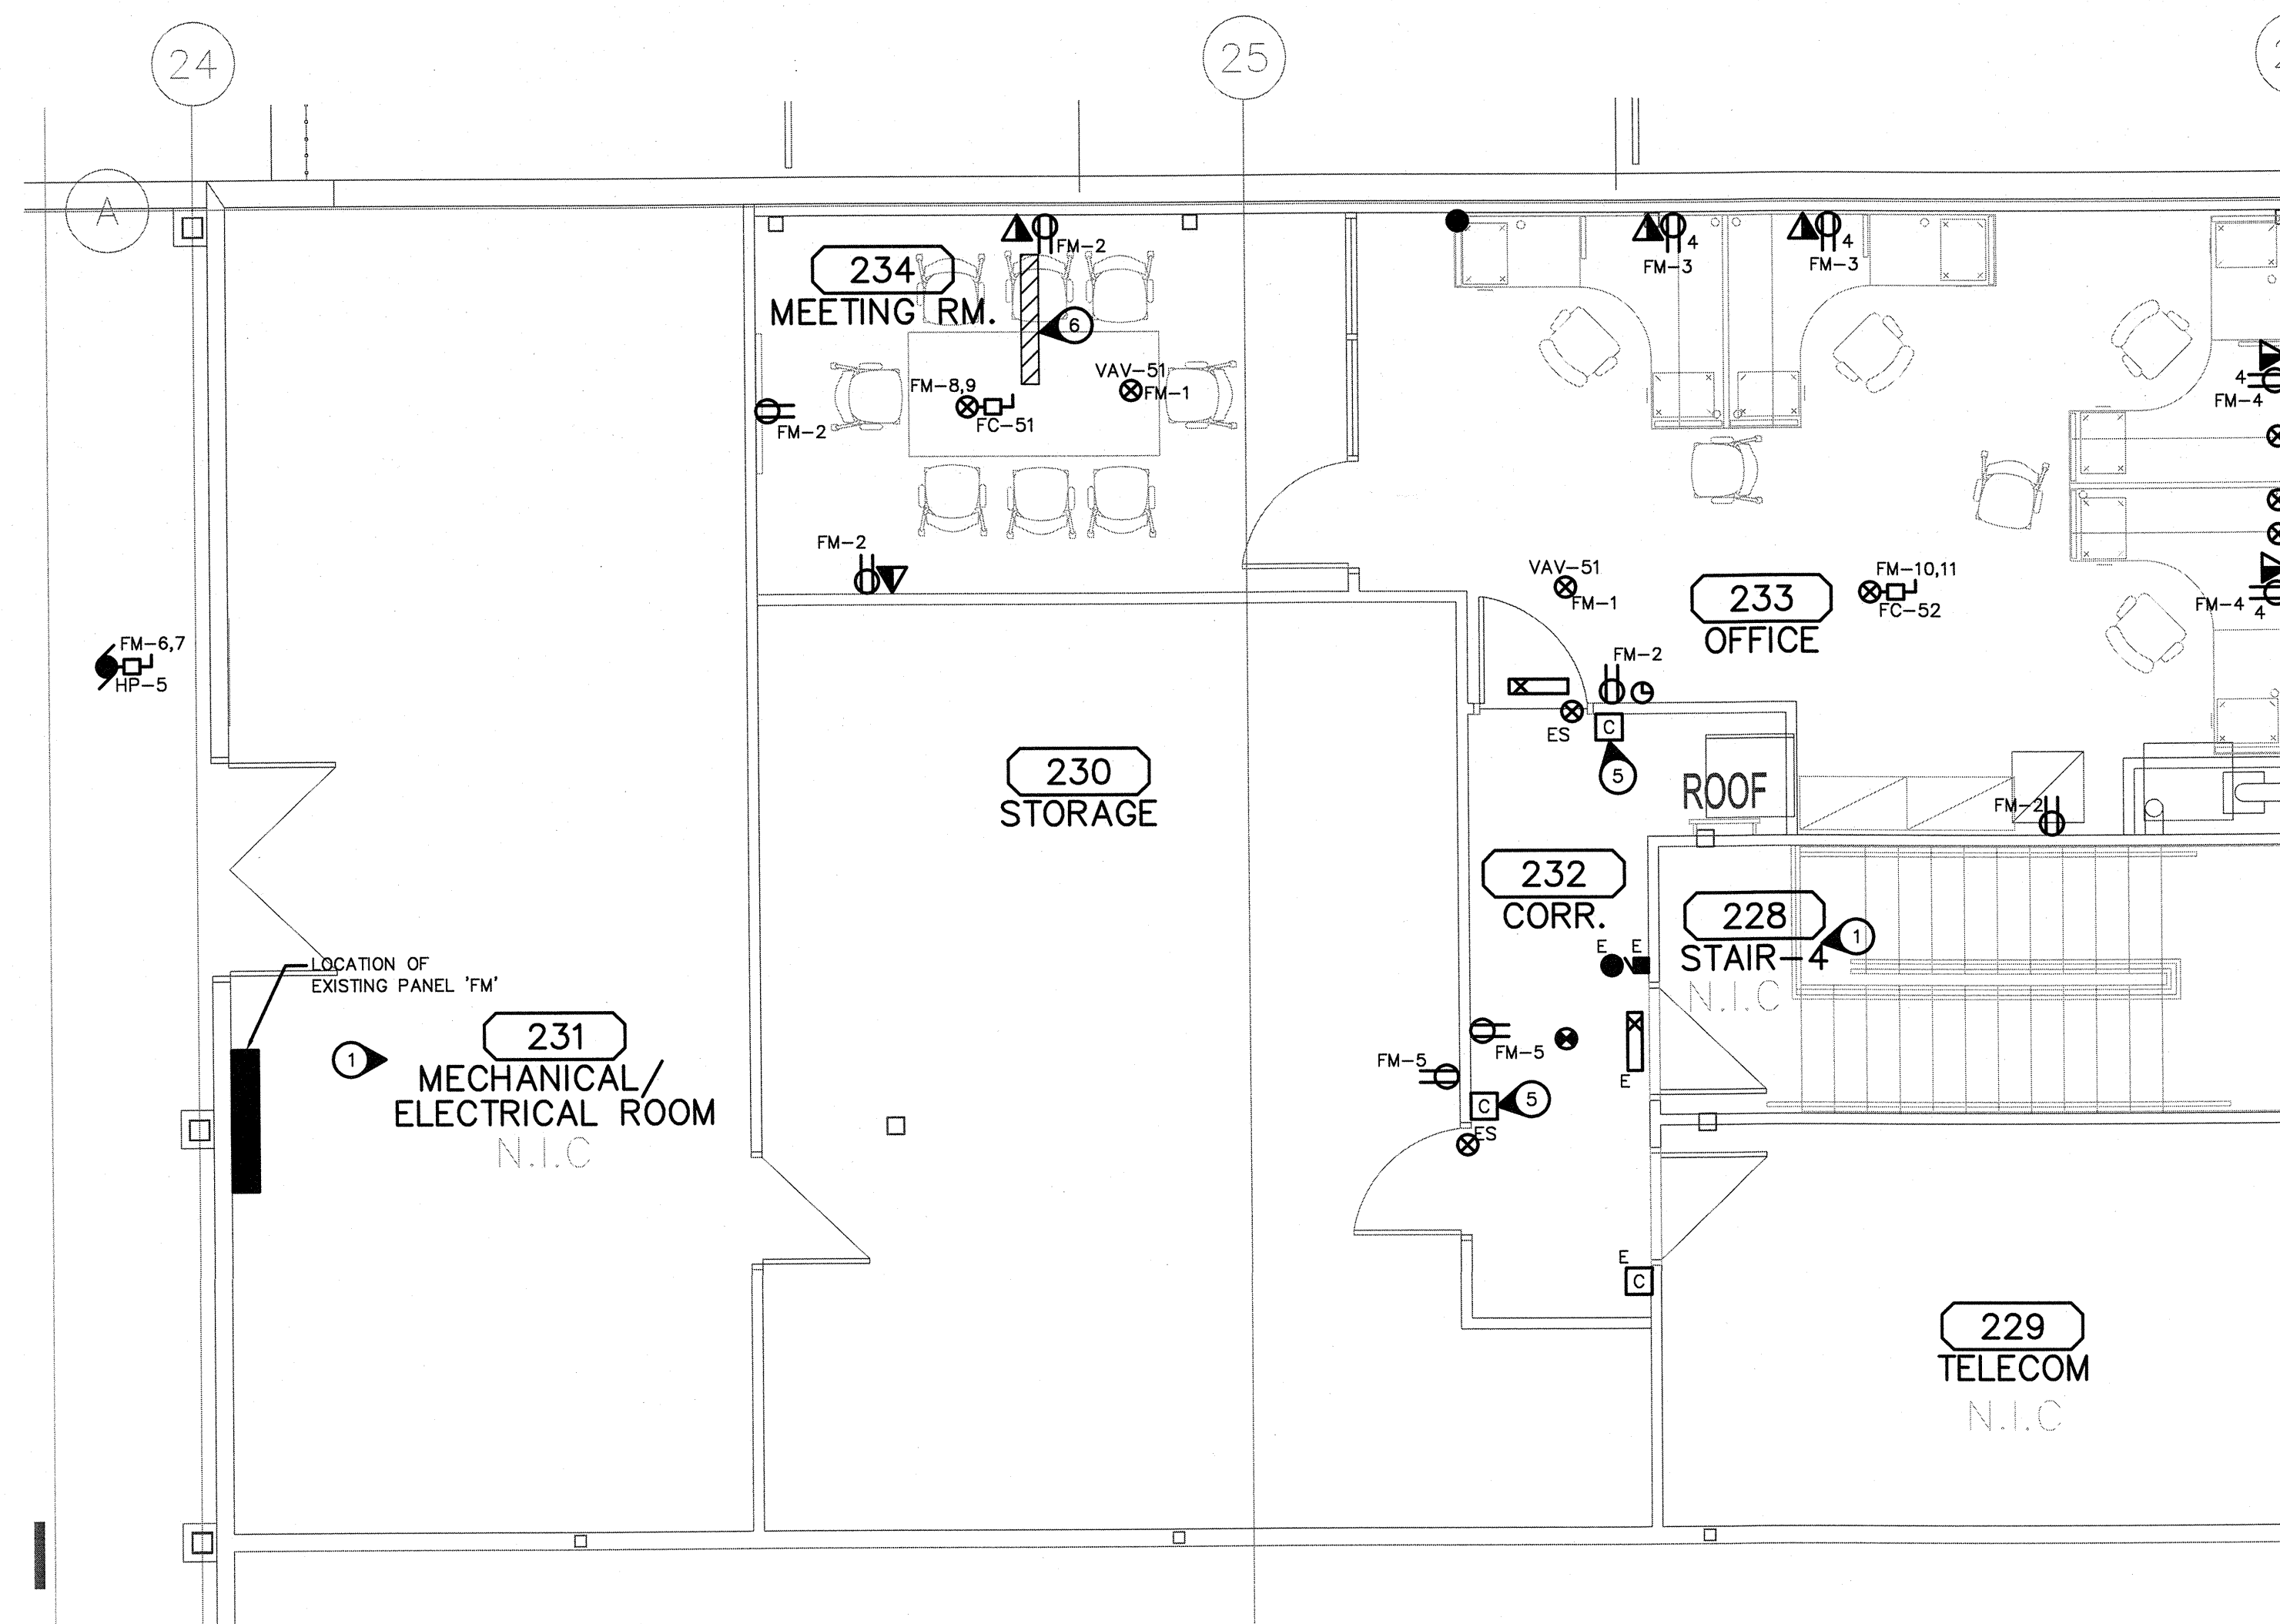 24
25
A
FM-2
234
MEETING RM.
6
4
FM-3
4
FM-3
VAV-51
FM-1
FM-8,9
FC-51
FM-2
4
FM-4
FM-2
VAV-51
FM-1
233
OFFICE
FM-10,11
FC-52
FM-4
4
FM-6,7
HP-5
FM-2
ES
C
5
230
STORAGE
ROOF
FM-2
232
CORR.
228
STAIR-4
1
N.I.C
E
E
LOCATION OF
EXISTING PANEL 'FM'
231
MECHANICAL/
ELECTRICAL ROOM
N.I.C
1
FM-5
FM-5
E
C
5
ES
E
C
229
TELECOM
N.I.C